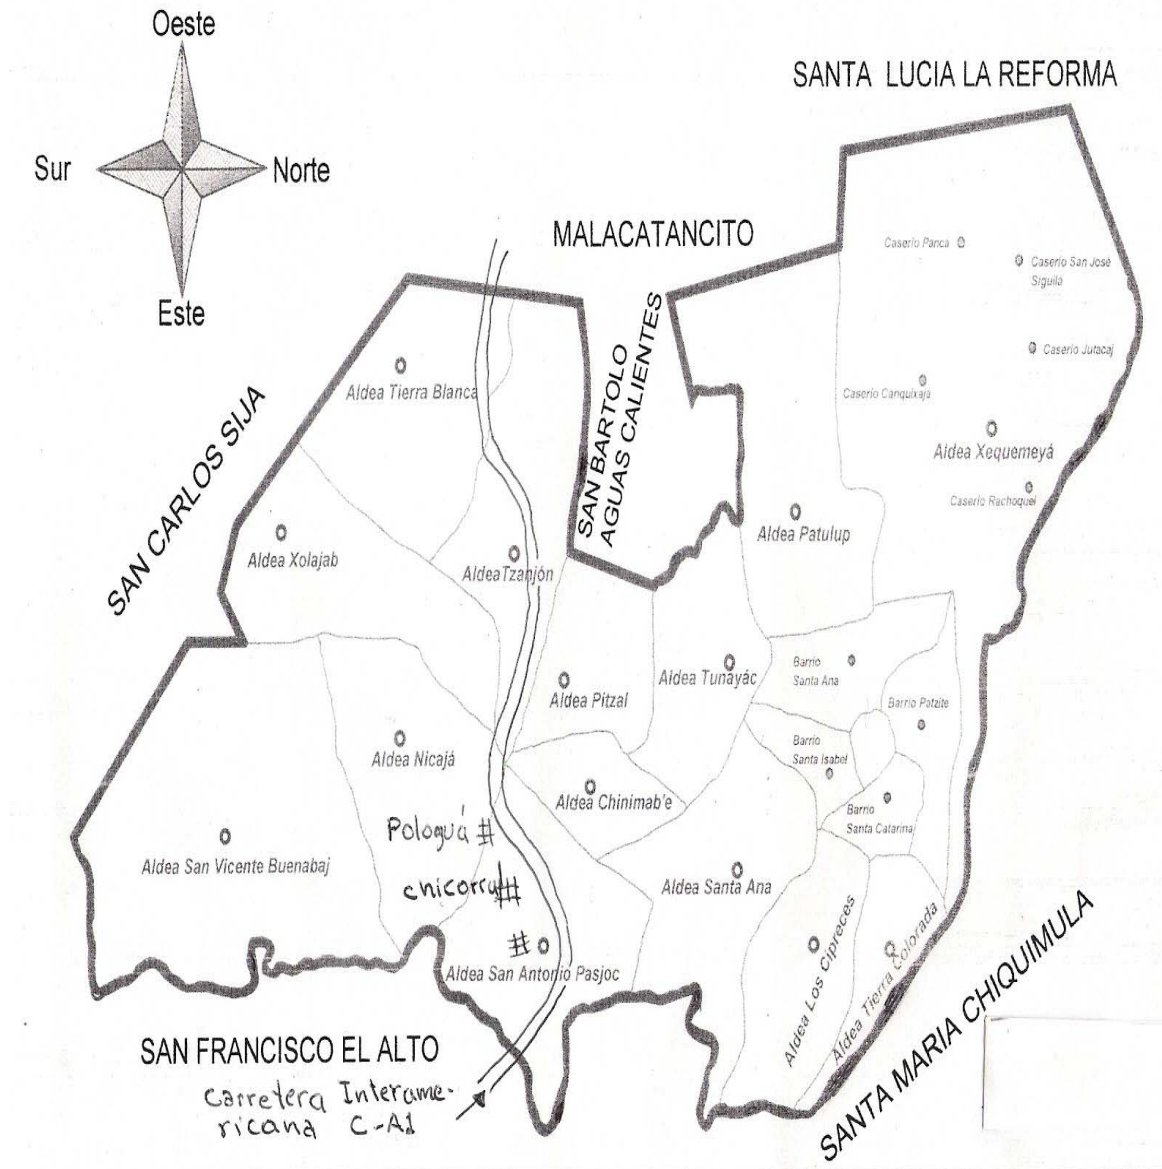 Oeste
SANTA LUCIA LA REFORMA
Sur
Norte
MALACATANCITO
Caserío Pancá
Caserío San José
Siguilá
Este
SAN BARTOLO
AGUAS CALIENTES
Caserío Jutacaj
Aldea Tierra Blanca
Caserío Canquixajá
SAN CARLOS SIJA
Aldea Xequemeyá
Caserío Rachoquel
Aldea Patulup
Aldea Xolajab
Aldea Tzanjón
Barrio
Santa Ana
Aldea Tunayác
Aldea Pitzal
Barrio Patzite
Barrio
Santa Isabel
Aldea Nicajá
Aldea Chinimab'e
Barrio
Santa Catarina
Pologuá #
Aldea San Vicente Buenabaj
chicorral #
Aldea Santa Ana
#
Aldea San Antonio Pasjoc
Aldea Los Cipreces
Aldea Tierra Colorada
SANTA MARIA CHIQUIMULA
SAN FRANCISCO EL ALTO
Carretera Interame-
ricana C-A1